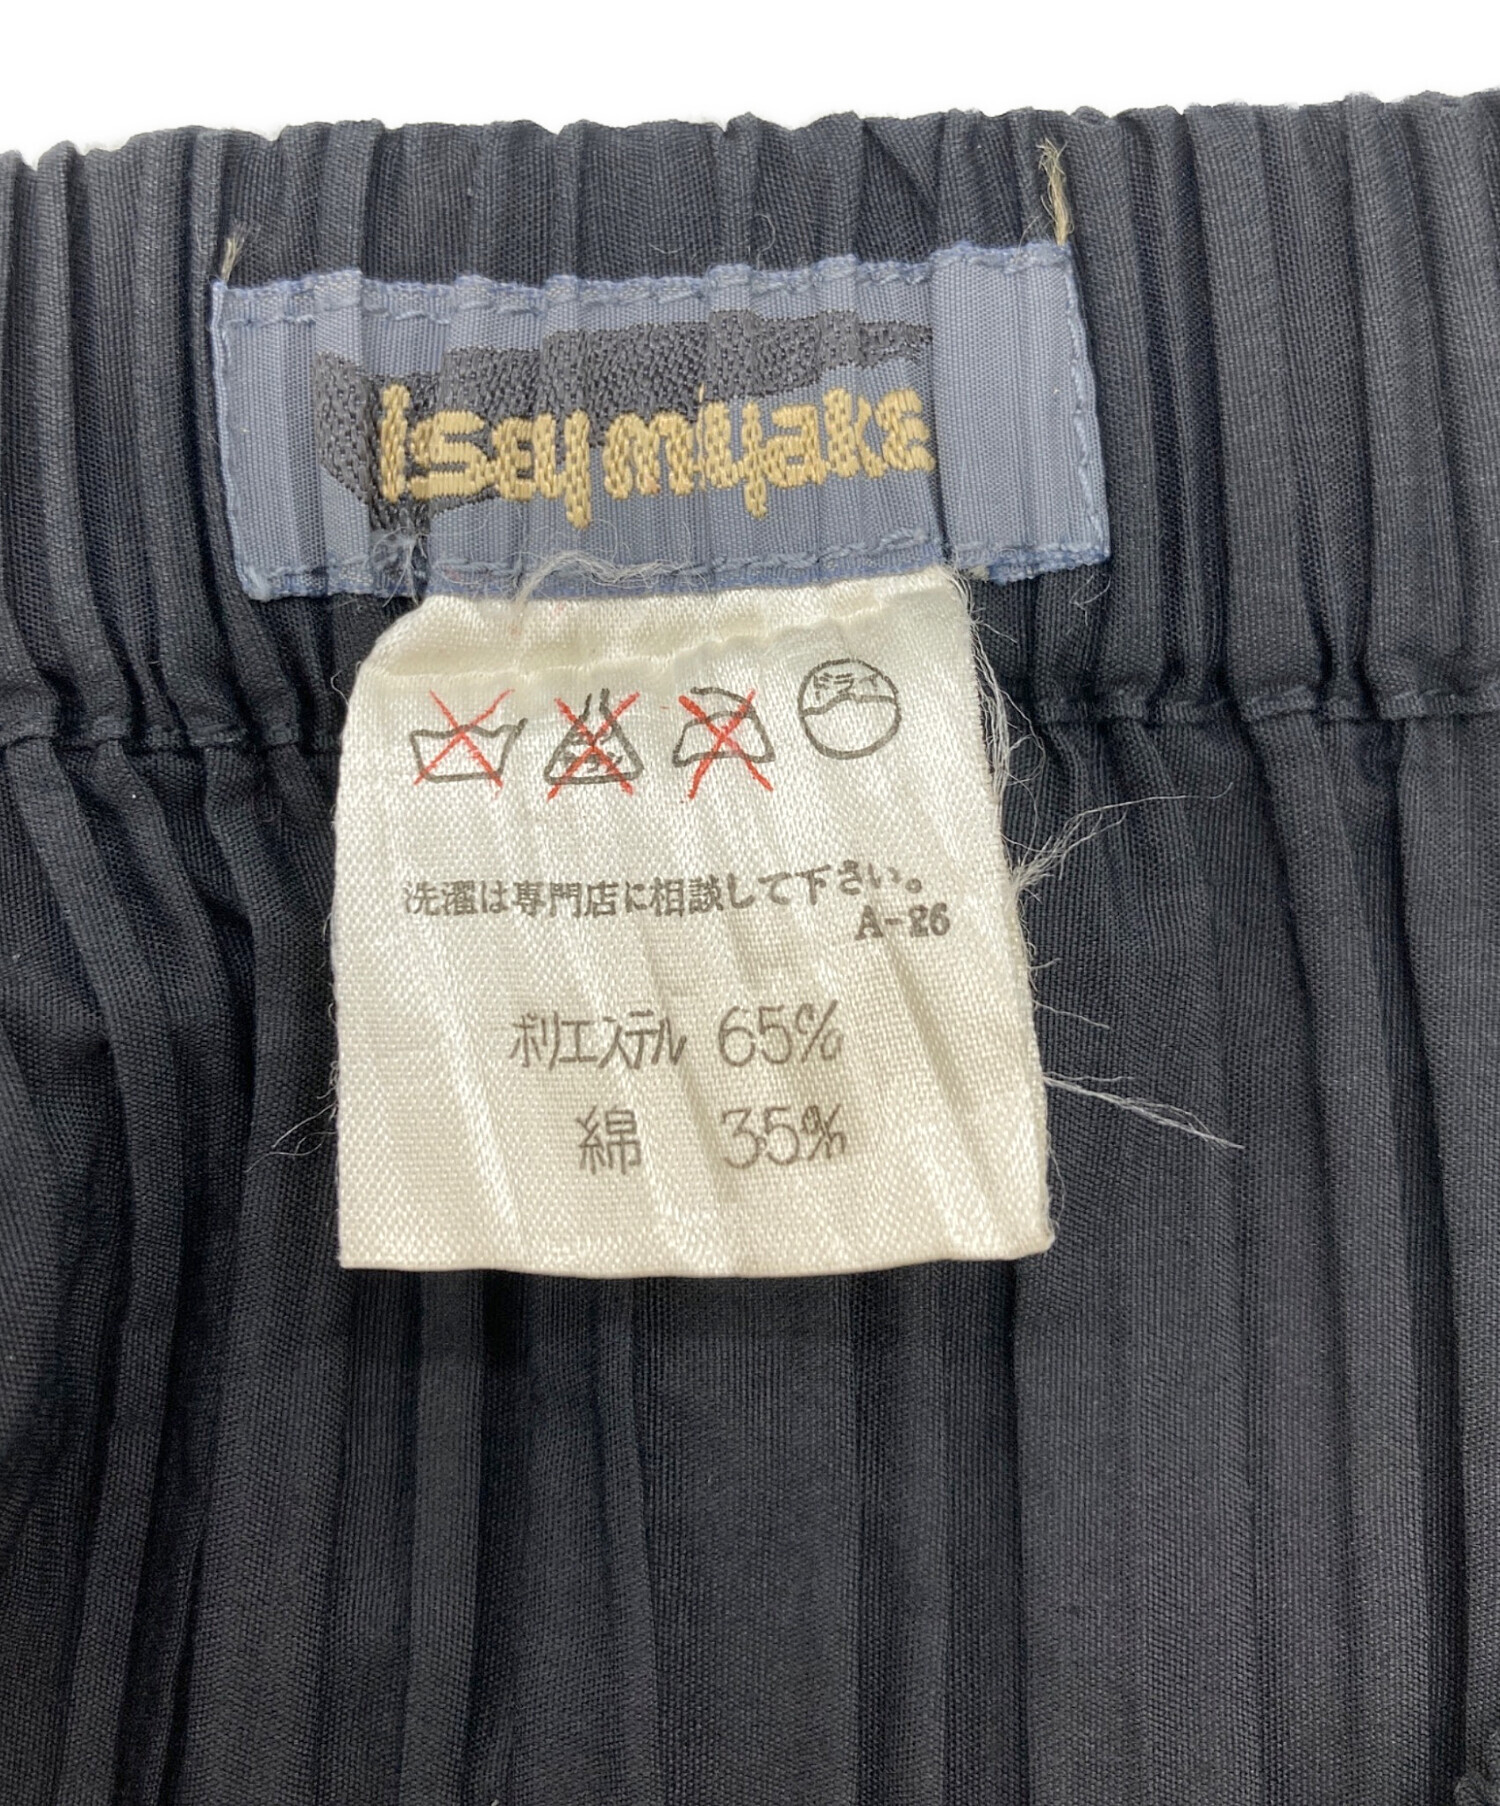 issey miyake
ドライ
洗濯は専門店に相談して下さい。
A-26
ポリエステル 65%
綿 35%